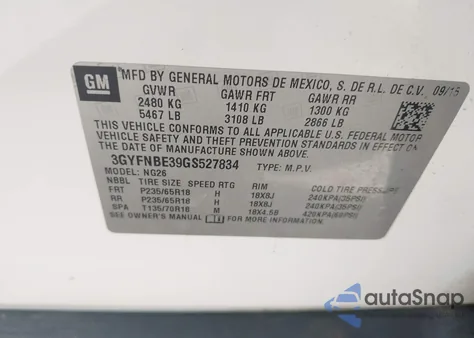 GM
MFD BY GENERAL MOTORS DE MEXICO, S. DE R.L. DE C.V. 09/15
GVWR GAWR FRT GAWR RR
2480 KG 1410 KG 1300 KG
5467 LB 3108 LB 2866 LB
THIS VEHICLE CONFORMS TO ALL APPLICABLE U.S. FEDERAL MOTOR
VEHICLE SAFETY AND THEFT PREVENTION STANDARDS IN EFFECT ON
THE DATE OF MANUFACTURE SHOWN ABOVE.
3GYFNBE39GS527834 TYPE: M.P.V.
MODEL: NG26
NBBL TIRE SIZE SPEED RTG RIM COLD TIRE PRESSURE
FRT P235/65R18 H 18X8J 240KPA(35PSI)
RR P235/65R18 H 18X8J 240KPA(35PSI)
SPA T135/70R18 M 18X4.5B 420KPA(60PSI)
SEE OWNER'S MANUAL
autoSnap